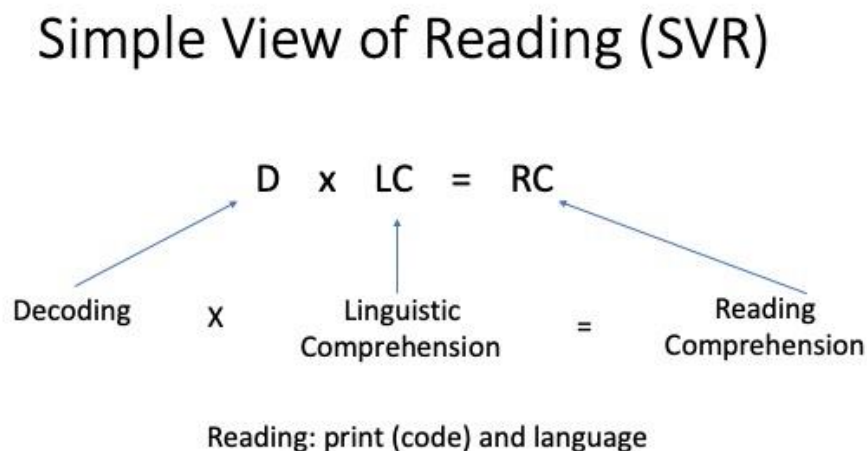 Simple View of Reading (SVR)
D x LC = RC
Decoding X Linguistic Comprehension = Reading Comprehension
Reading: print (code) and language